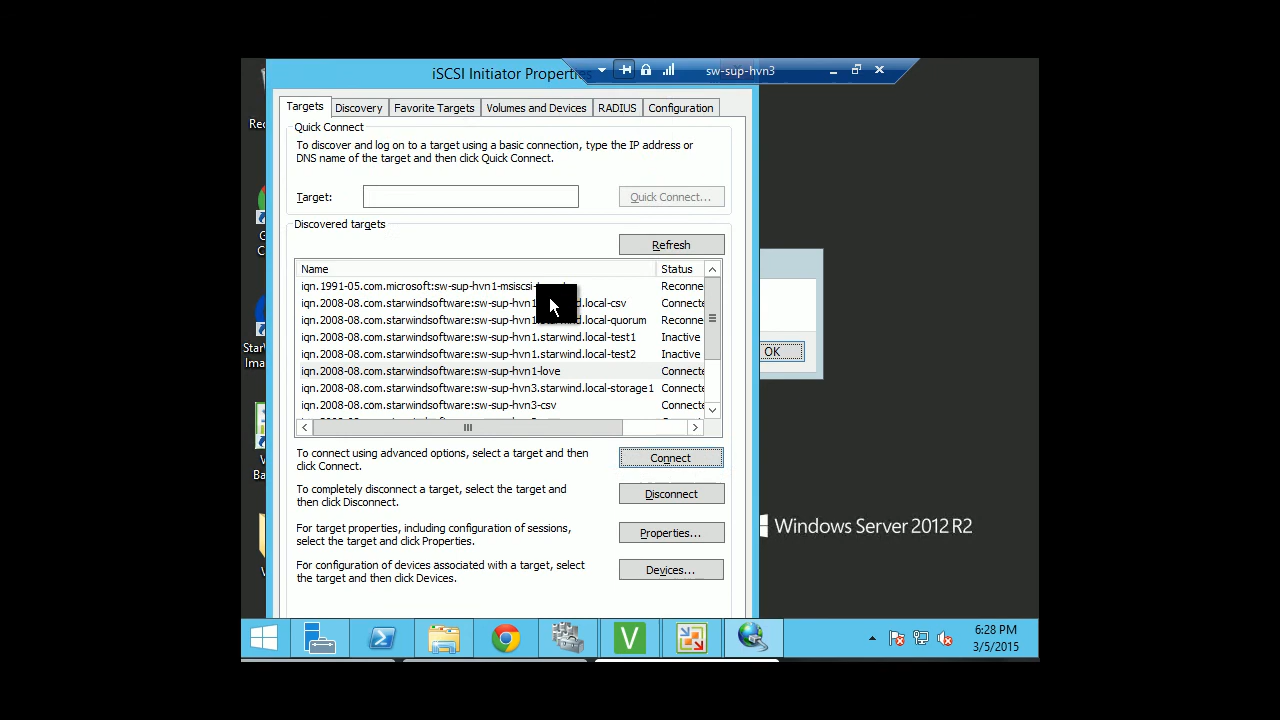 iSCSI Initiator Properties
sw-sup-hvn3
Targets Discovery Favorite Targets Volumes and Devices RADIUS Configuration
Quick Connect
To discover and log on to a target using a basic connection, type the IP address or
DNS name of the target and then click Quick Connect.
Target: Quick Connect...
Discovered targets
Refresh
Name Status
iqn.1991-05.com.microsoft:sw-sup-hvn1-msiscsi- Reconne
iqn.2008-08.com.starwindsoftware:sw-sup-hvn1 d.local-csv Connecte
iqn.2008-08.com.starwindsoftware:sw-sup-hvn1.starwind.local-quorum Reconne
iqn.2008-08.com.starwindsoftware:sw-sup-hvn1.starwind.local-test1 Inactive
iqn.2008-08.com.starwindsoftware:sw-sup-hvn1.starwind.local-test2 Inactive
iqn.2008-08.com.starwindsoftware:sw-sup-hvn1-love Connecte
iqn.2008-08.com.starwindsoftware:sw-sup-hvn3.starwind.local-storage1 Connecte
iqn.2008-08.com.starwindsoftware:sw-sup-hvn3-csv Connecte
To connect using advanced options, select a target and then
click Connect.
Connect
To completely disconnect a target, select the target and
then click Disconnect.
Disconnect
For target properties, including configuration of sessions,
select the target and click Properties.
Properties...
For configuration of devices associated with a target, select
the target and then click Devices.
Devices...
OK
Rec
G
C
StarW
Ima
V
Ba
V
Windows Server 2012 R2
6:28 PM
3/5/2015